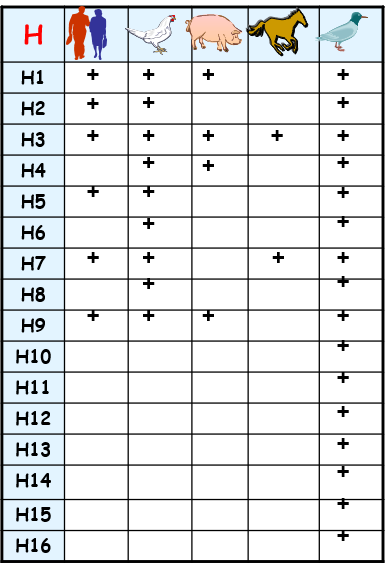 H
H1 + + + +
H2 + + +
H3 + + + + +
H4 + + +
H5 + + +
H6 + +
H7 + + + +
H8 + +
H9 + + + +
H10 +
H11 +
H12 +
H13 +
H14 +
H15 +
H16 +